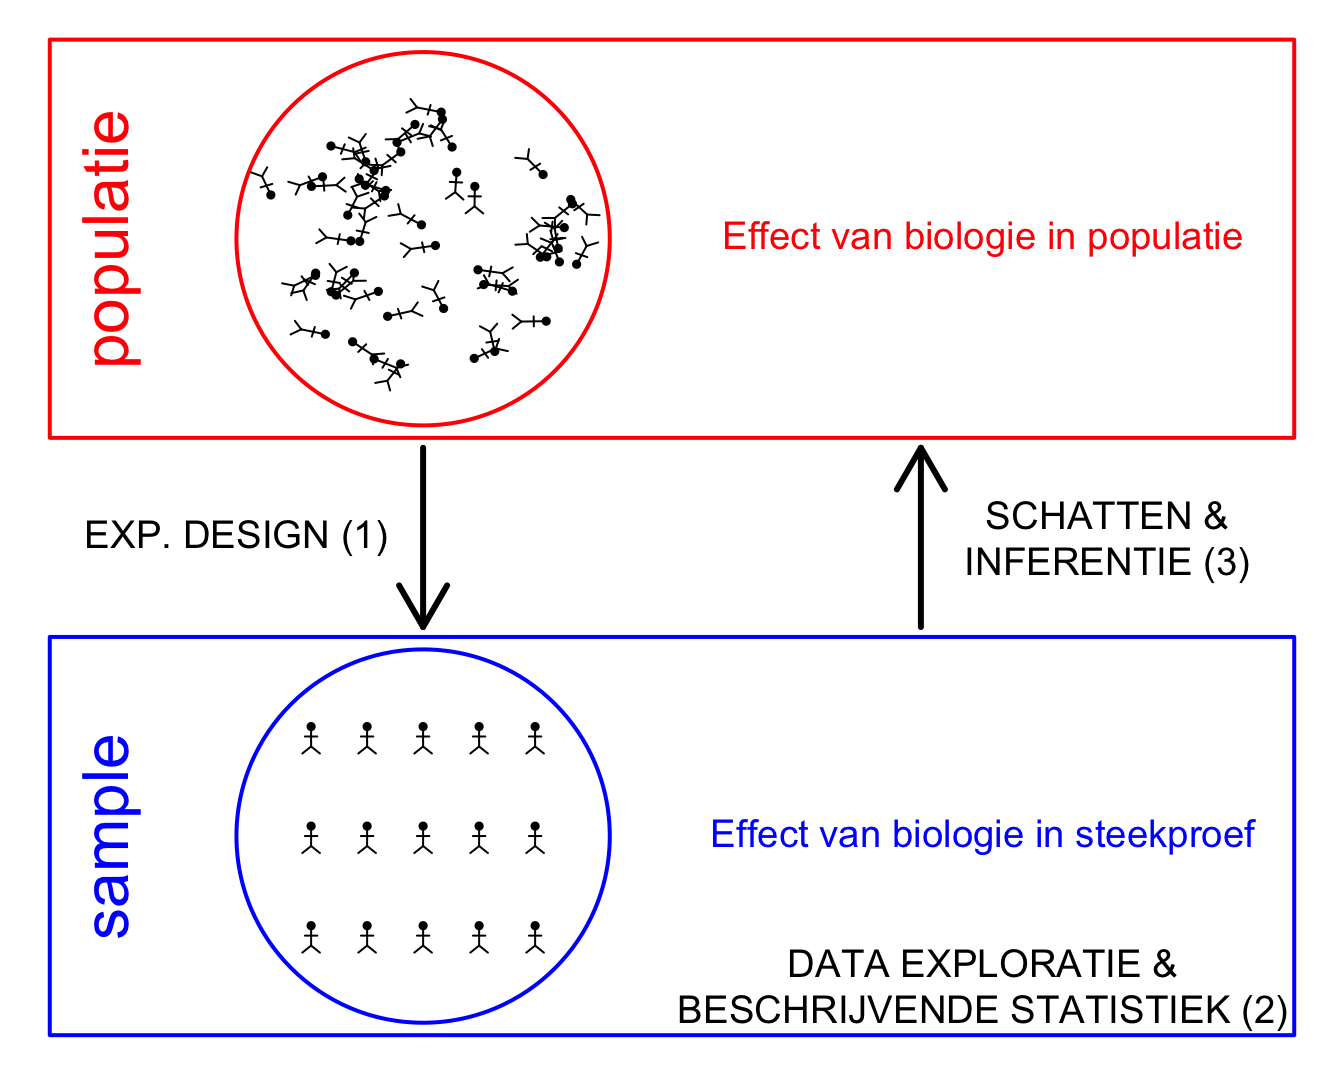 populatie
Effect van biologie in populatie
EXP. DESIGN (1)
SCHATTEN &
INFERENTIE (3)
sample
Effect van biologie in steekproef
DATA EXPLORATIE &
BESCHRIJVENDE STATISTIEK (2)